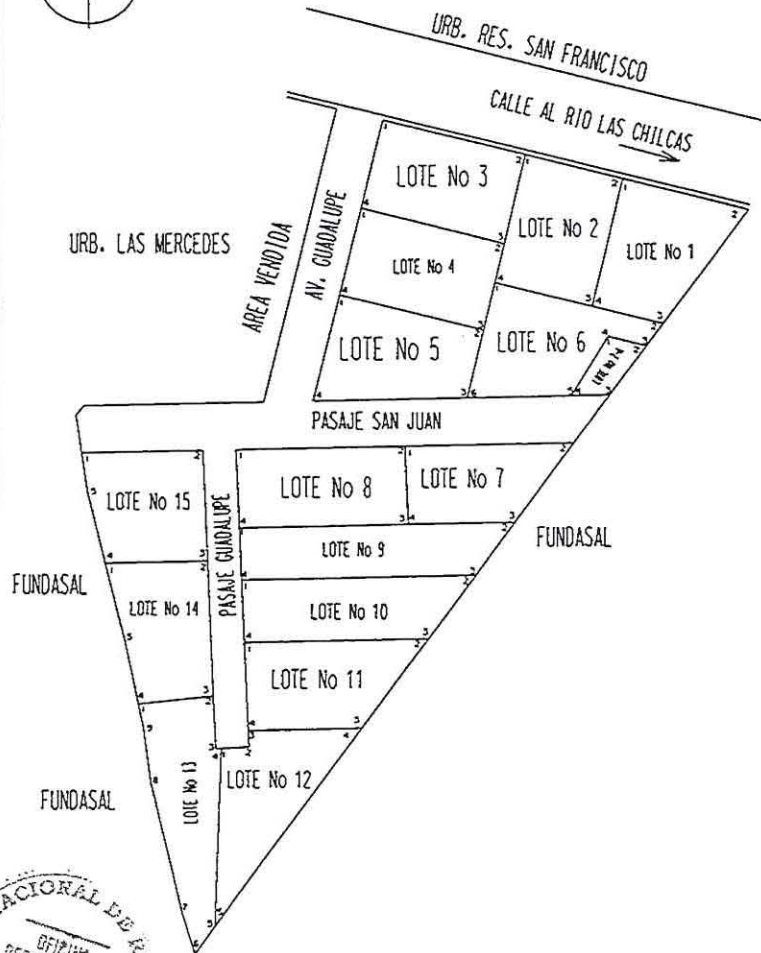 URB. RES. SAN FRANCISCO
CALLE AL RIO LAS CHILCAS
LOTE No 3
LOTE No 2
LOTE No 1
URB. LAS MERCEDES
AREA VENDIDA
AV. GUADALUPE
LOTE No 4
LOTE No 5
LOTE No 6
PASAJE SAN JUAN
LOTE No 15
PASAJE GUADALUPE
LOTE No 8
LOTE No 7
LOTE No 9
FUNDASAL
FUNDASAL
LOTE No 14
LOTE No 10
LOTE No 11
LOTE No 13
LOTE No 12
FUNDASAL
ACIONAL DE R